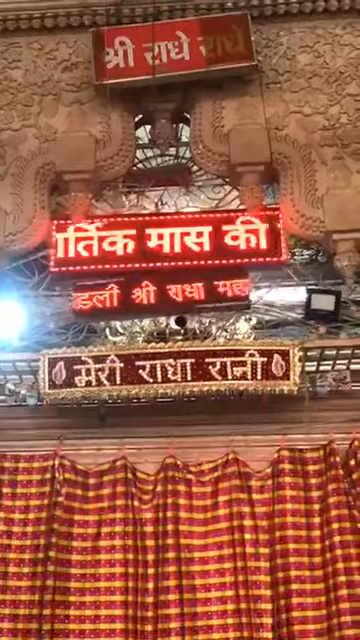 श्री राधे राधे
र्तिक मास की
डली श्री राधा मह
मेरी राधा रानी